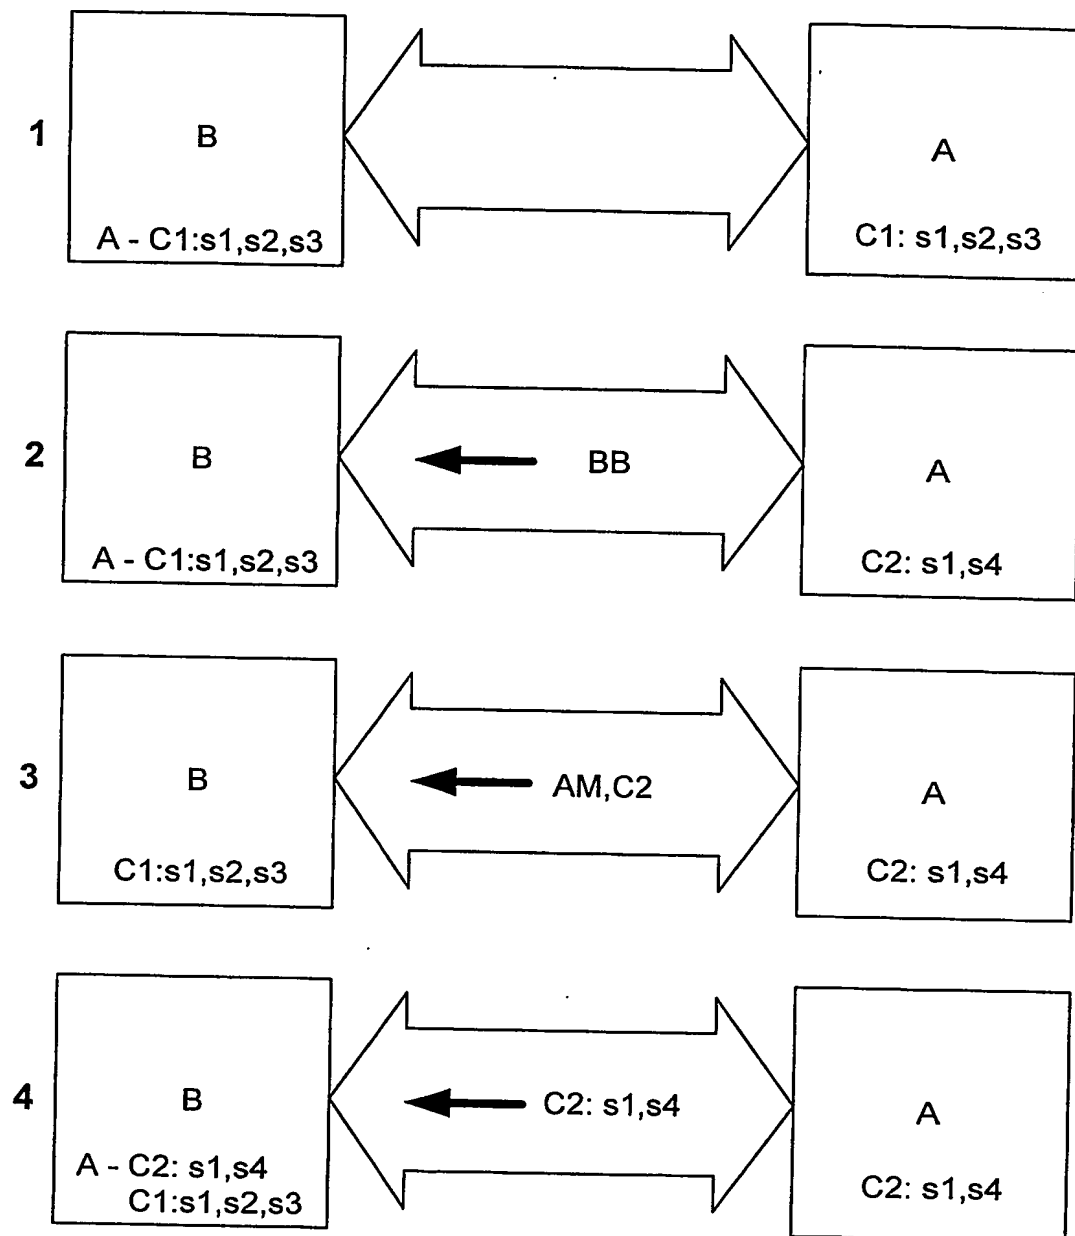 1
B
A - C1:s1,s2,s3
A
C1: s1,s2,s3
2
B
A - C1:s1,s2,s3
BB
A
C2: s1,s4
3
B
C1:s1,s2,s3
AM,C2
A
C2: s1,s4
4
B
A - C2: s1,s4
C1:s1,s2,s3
C2: s1,s4
A
C2: s1,s4